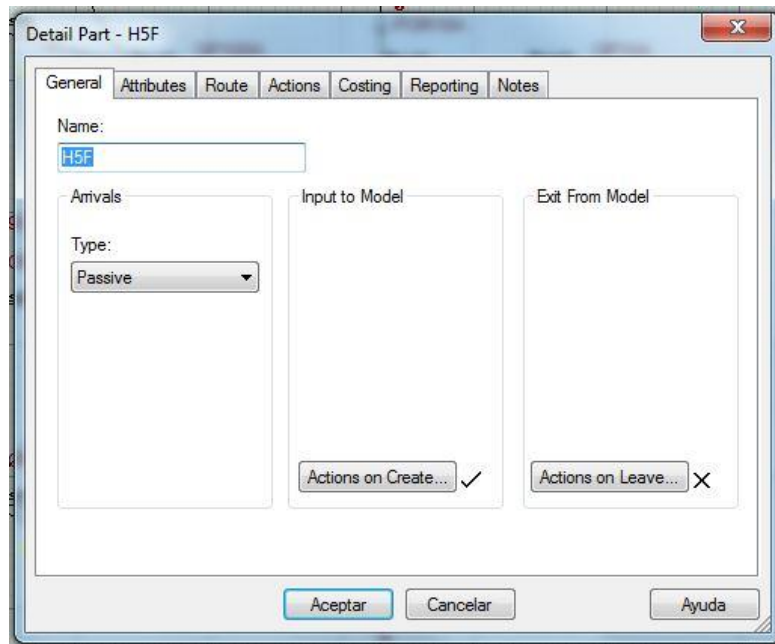 Detail Part - H5F
General Attributes Route Actions Costing Reporting Notes
Name:
H5F
Arrivals
Input to Model
Exit From Model
Type:
Passive
Actions on Create...
Actions on Leave...
Aceptar Cancelar Ayuda